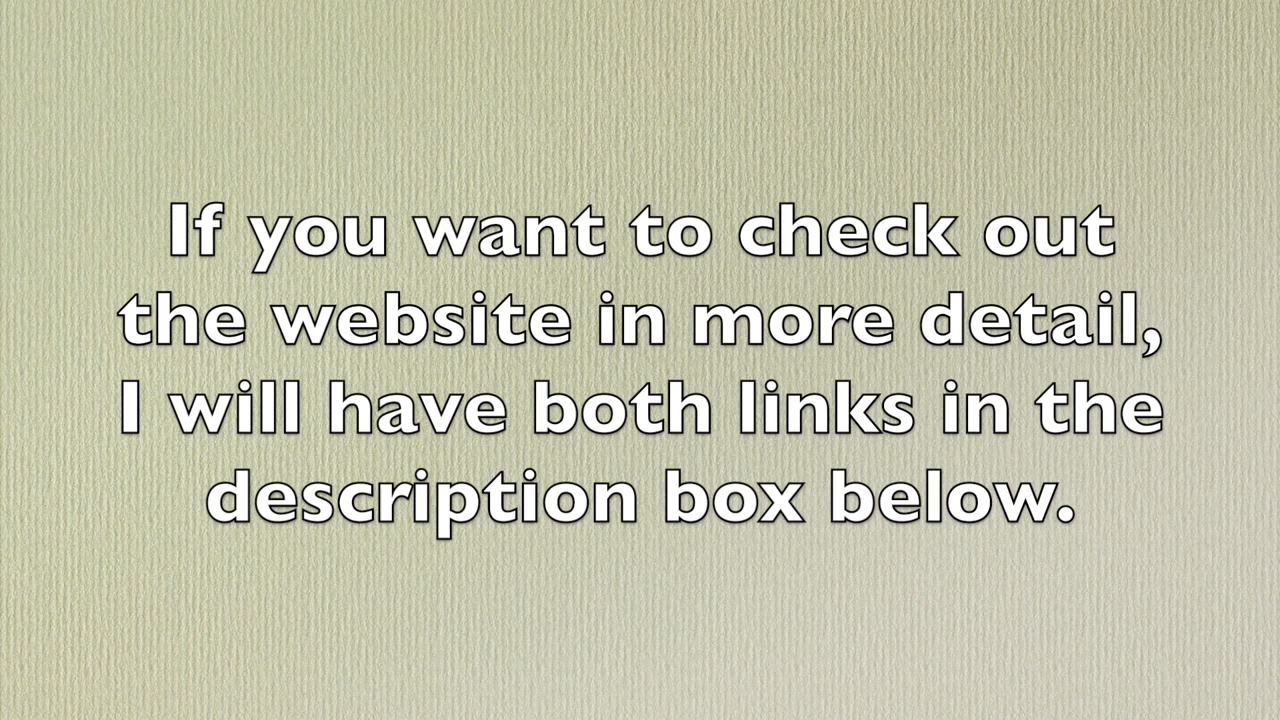 If you want to check out
the website in more detail,
I will have both links in the
description box below.